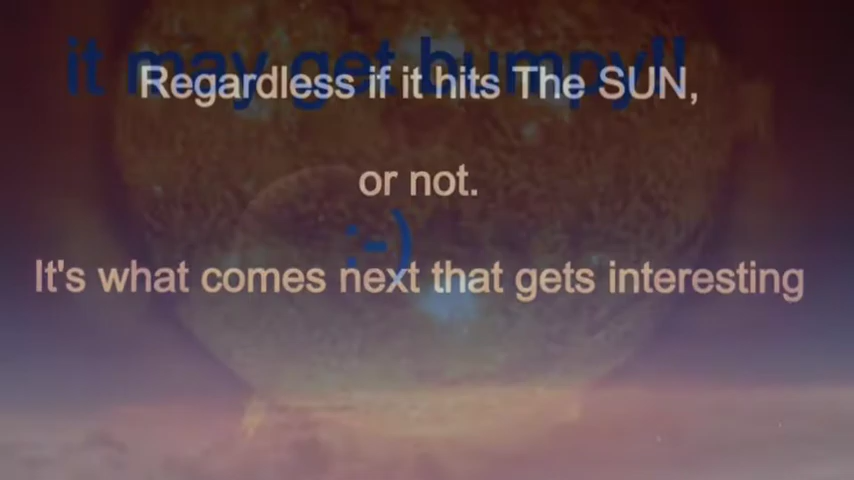 it may get bumpy!!
Regardless if it hits The SUN,
or not.
:-)
It's what comes next that gets interesting